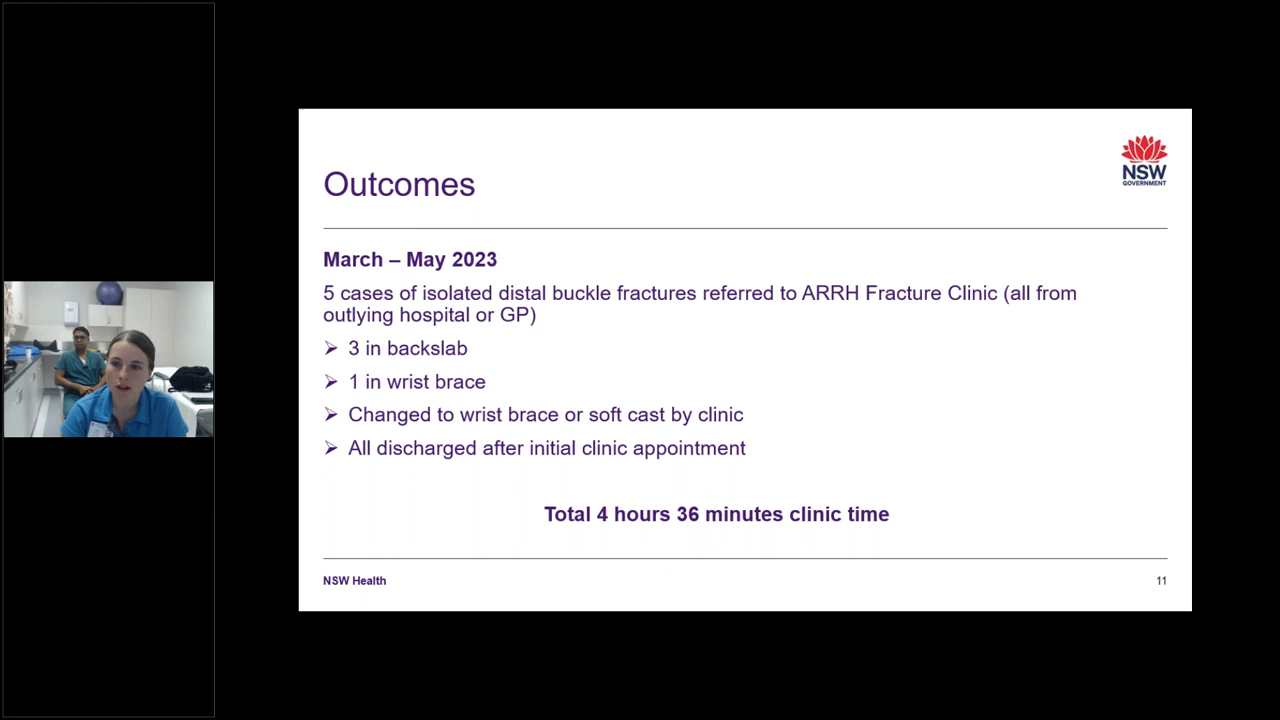 NSW
GOVERNMENT
Outcomes
March – May 2023
5 cases of isolated distal buckle fractures referred to ARRH Fracture Clinic (all from
outlying hospital or GP)
➢ 3 in backslab
➢ 1 in wrist brace
➢ Changed to wrist brace or soft cast by clinic
➢ All discharged after initial clinic appointment
Total 4 hours 36 minutes clinic time
NSW Health
11